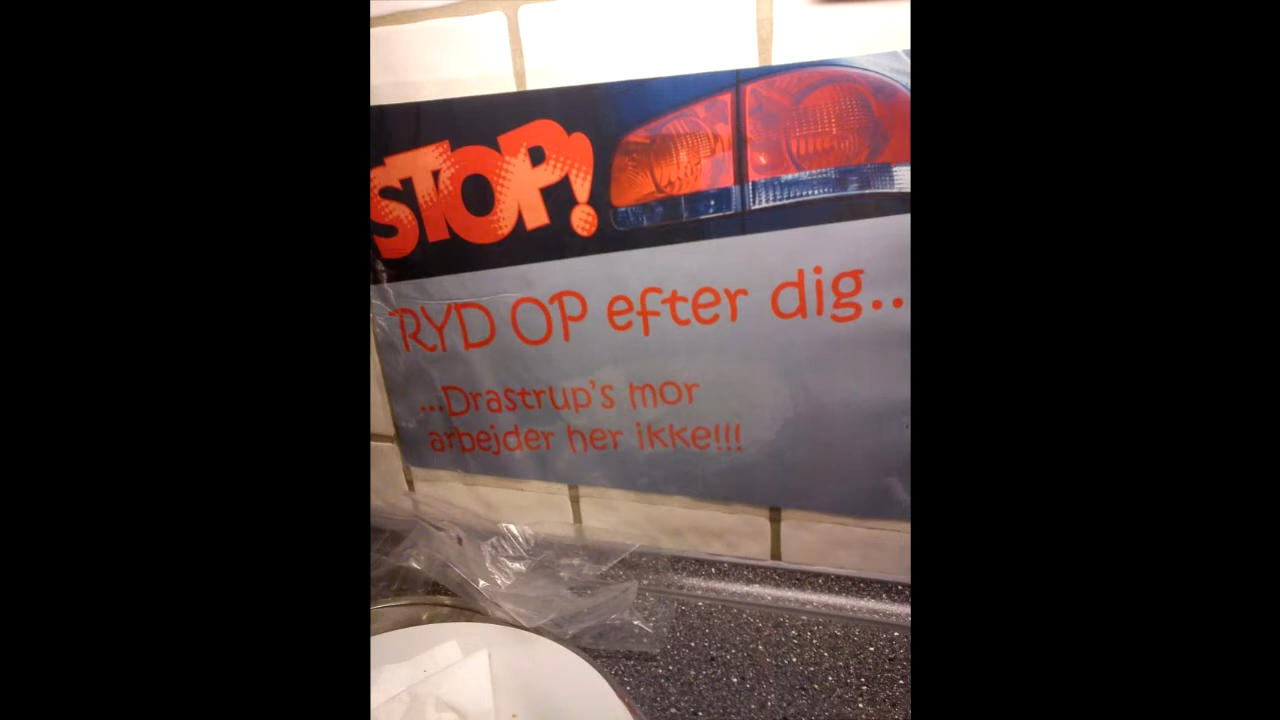 STOP!
RYD OP efter dig..
...Drastrup's mor
arbejder her ikke!!!